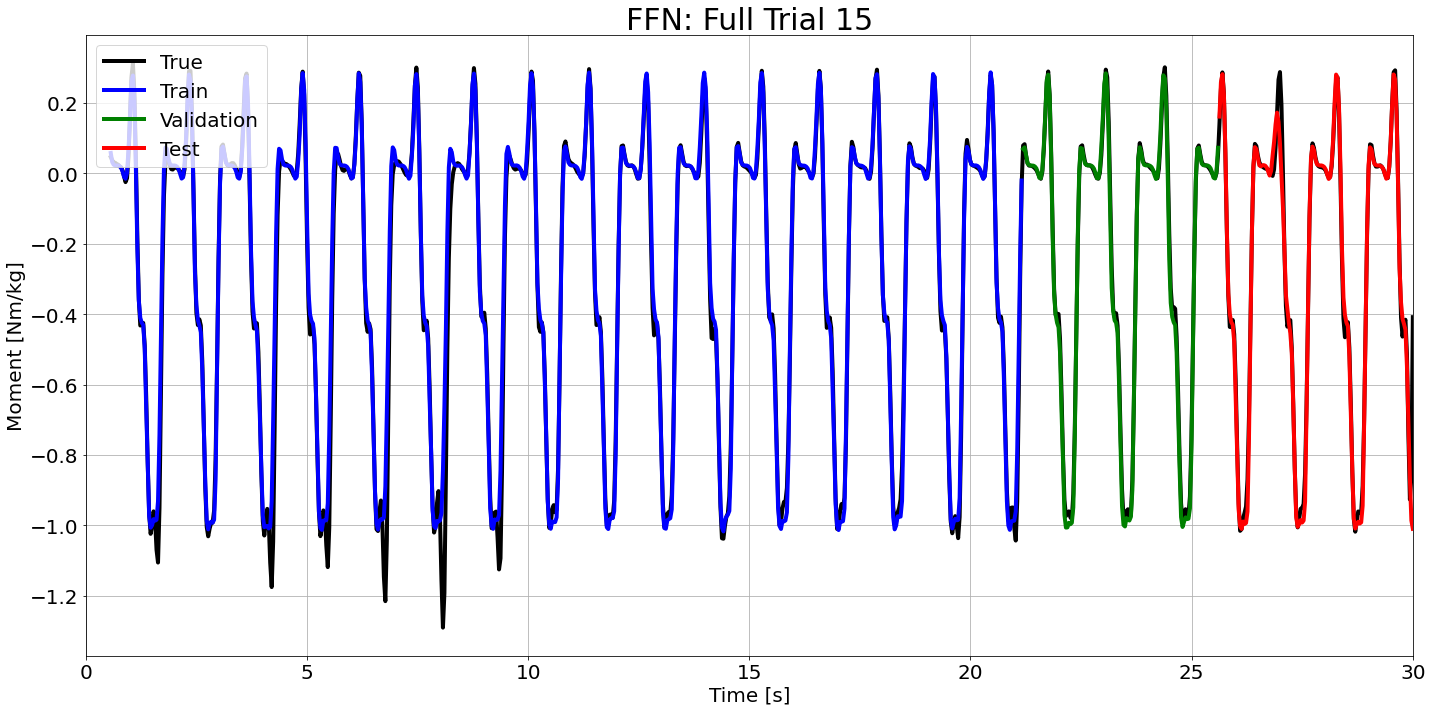 FFN: Full Trial 15
True
Train
Validation
Test
0.2
0.0
−0.2
−0.4
−0.6
−0.8
−1.0
−1.2
Moment [Nm/kg]
0 5 10 15 20 25 30
Time [s]